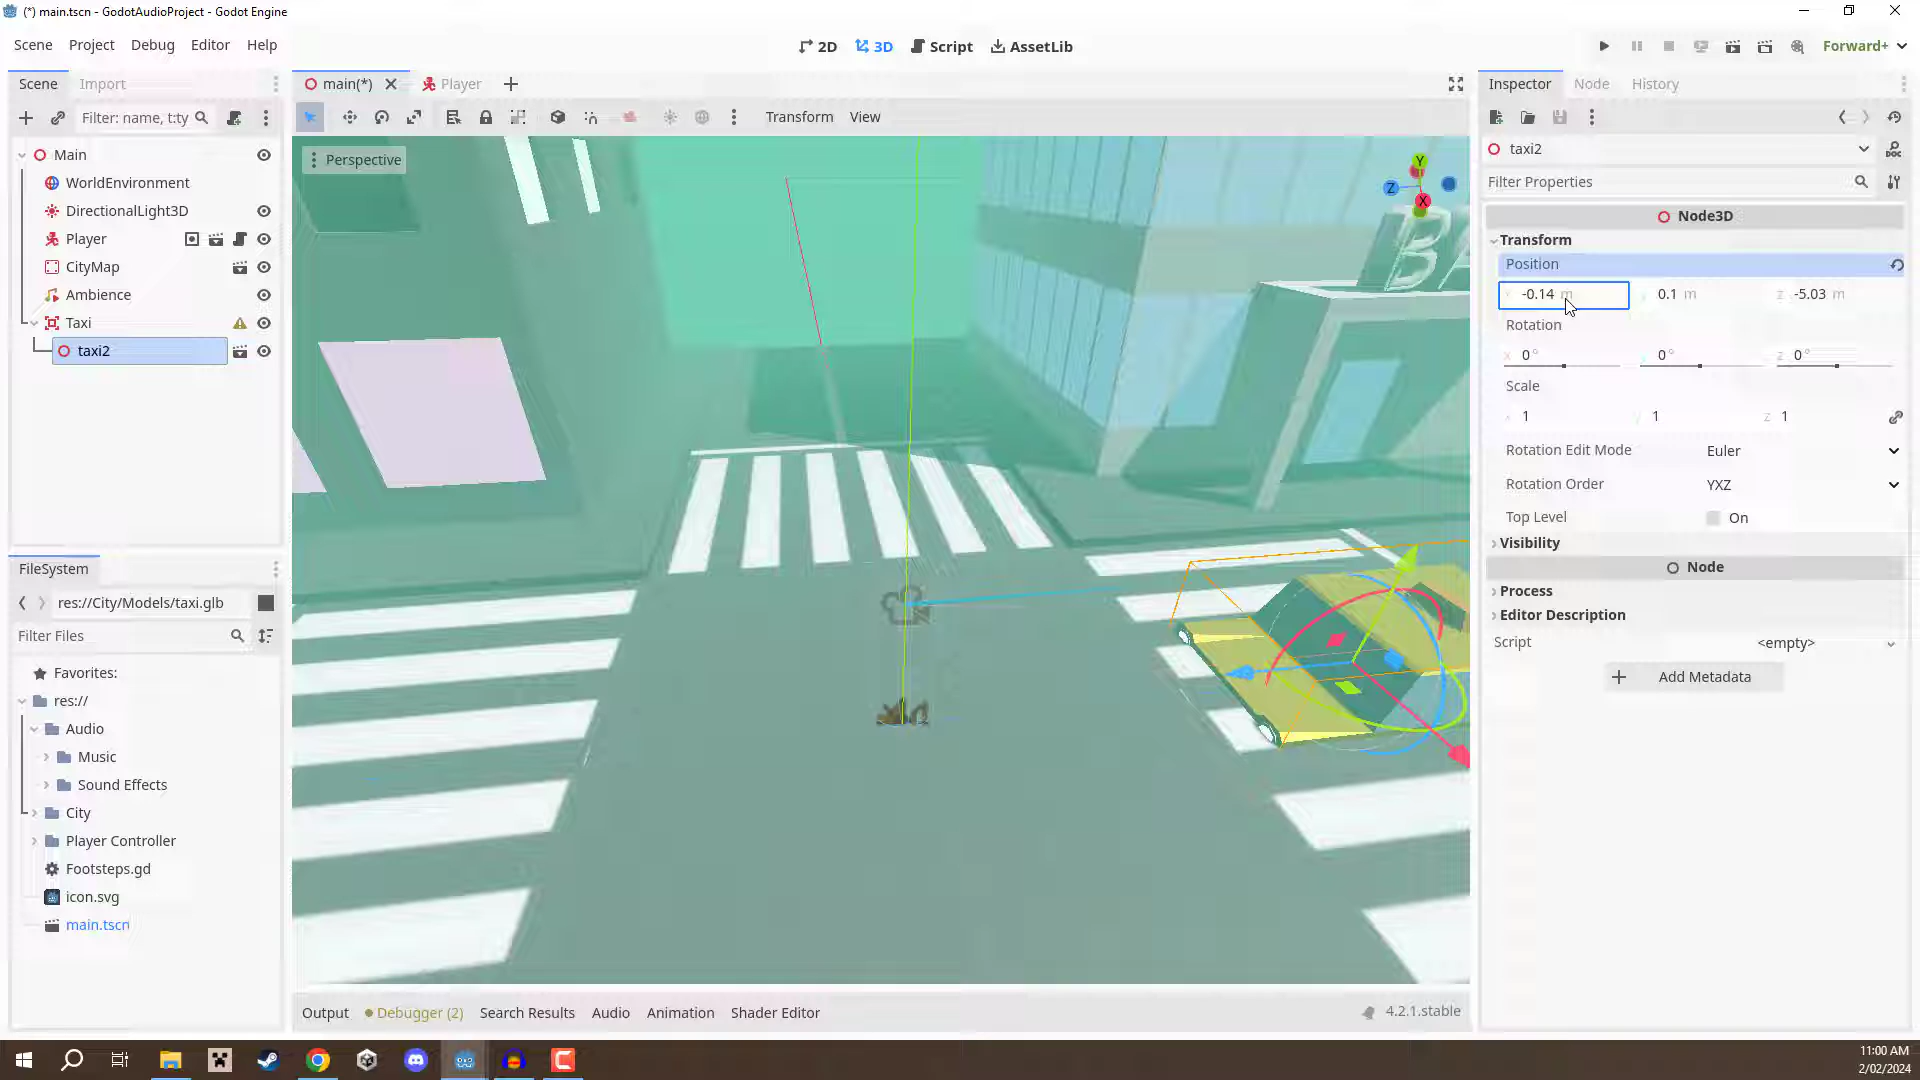 (*) main.tscn - GodotAudioProject - Godot Engine
Scene Project Debug Editor Help
2D 3D Script AssetLib
Forward+
Scene Import
main(*) Player
Inspector Node History
Filter: name, t:ty
Transform View
Perspective
Y
Z
X
BA
Main
WorldEnvironment
DirectionalLight3D
Player
CityMap
Ambience
Taxi
taxi2
FileSystem
res://City/Models/taxi.glb
Filter Files
Favorites:
res://
Audio
Music
Sound Effects
City
Player Controller
Footsteps.gd
icon.svg
main.tscn
taxi2
Filter Properties
Node3D
Transform
Position
-0.14 m y 0.1 m z -5.03 m
Rotation
x 0° y 0° z 0°
Scale
x 1 y 1 z 1
Rotation Edit Mode Euler
Rotation Order YXZ
Top Level On
Visibility
Node
Process
Editor Description
Script <empty>
Add Metadata
Output Debugger (2) Search Results Audio Animation Shader Editor
4.2.1.stable
11:00 AM
2/02/2024